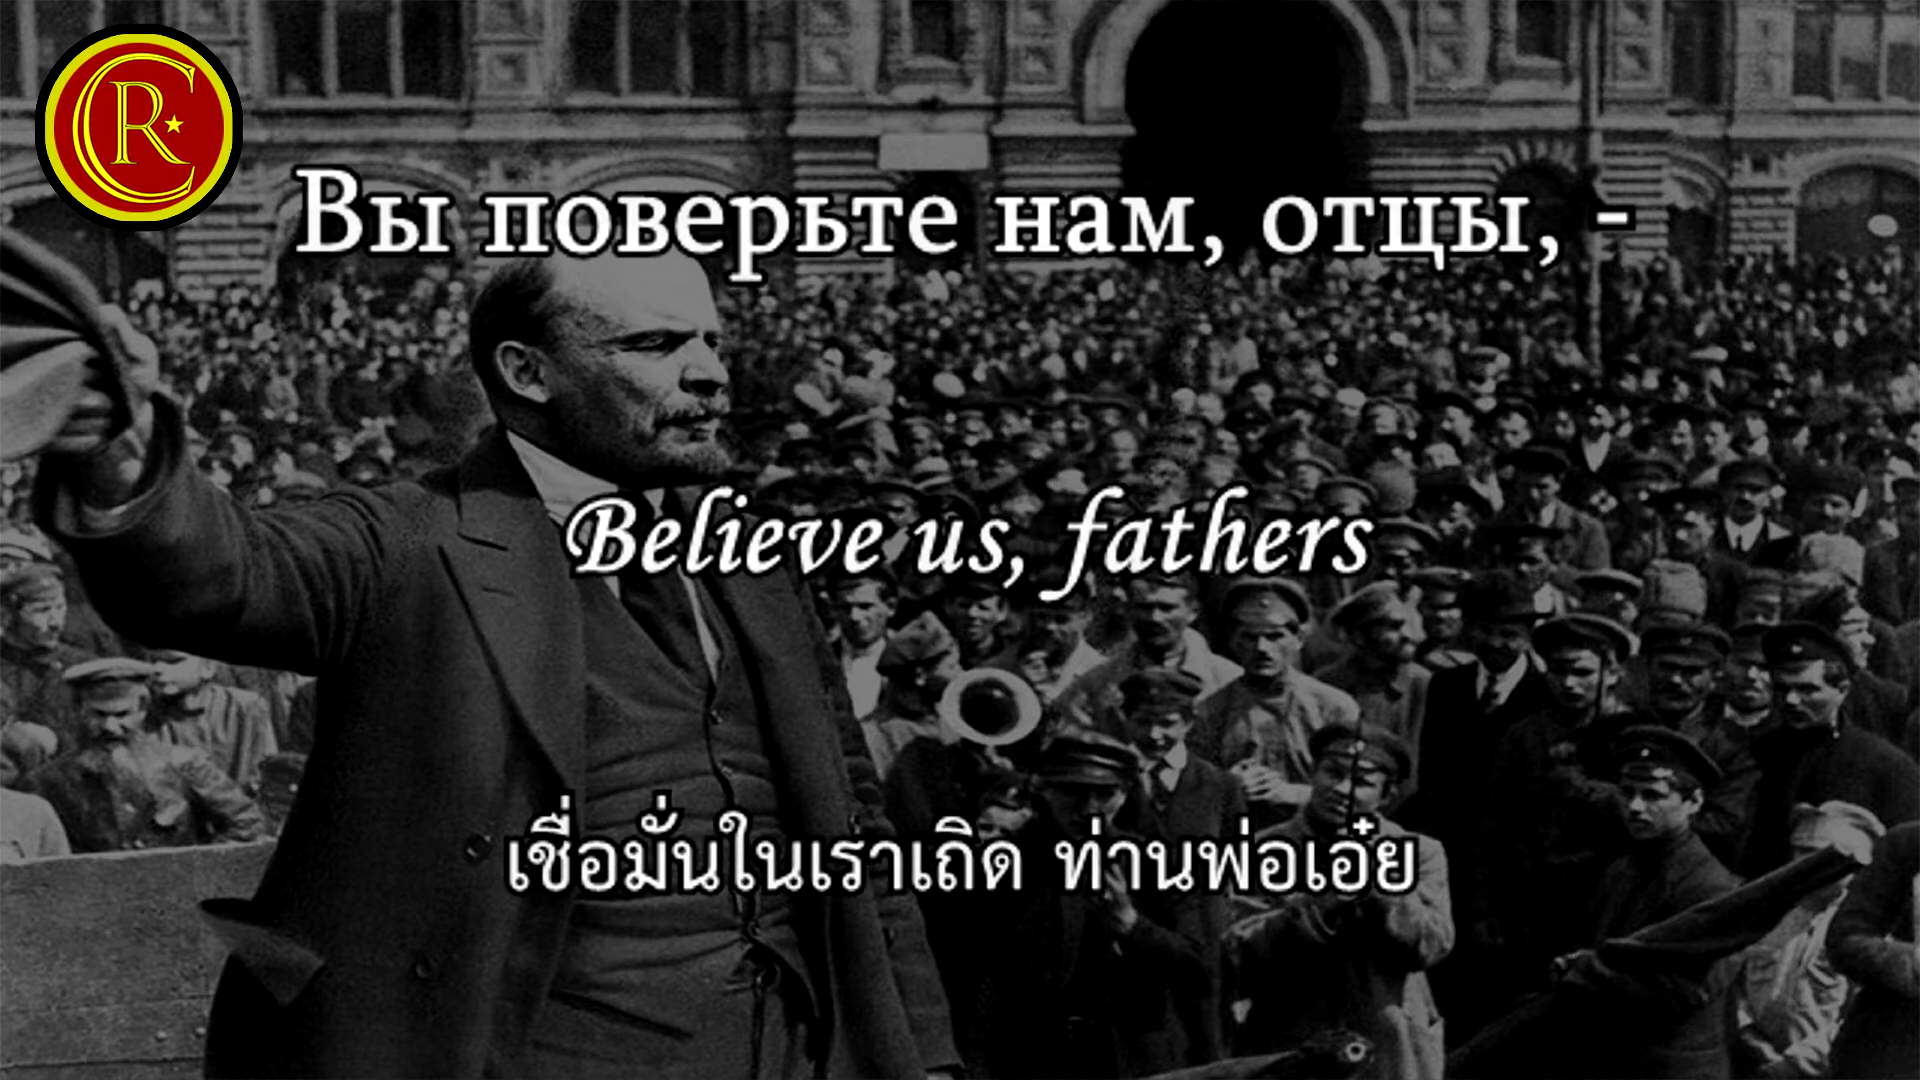 CR
Вы поверьте нам, отцы, -
Believe us, fathers
เชื่อมั่นในเราเถิด ท่านพ่อเอ๋ย